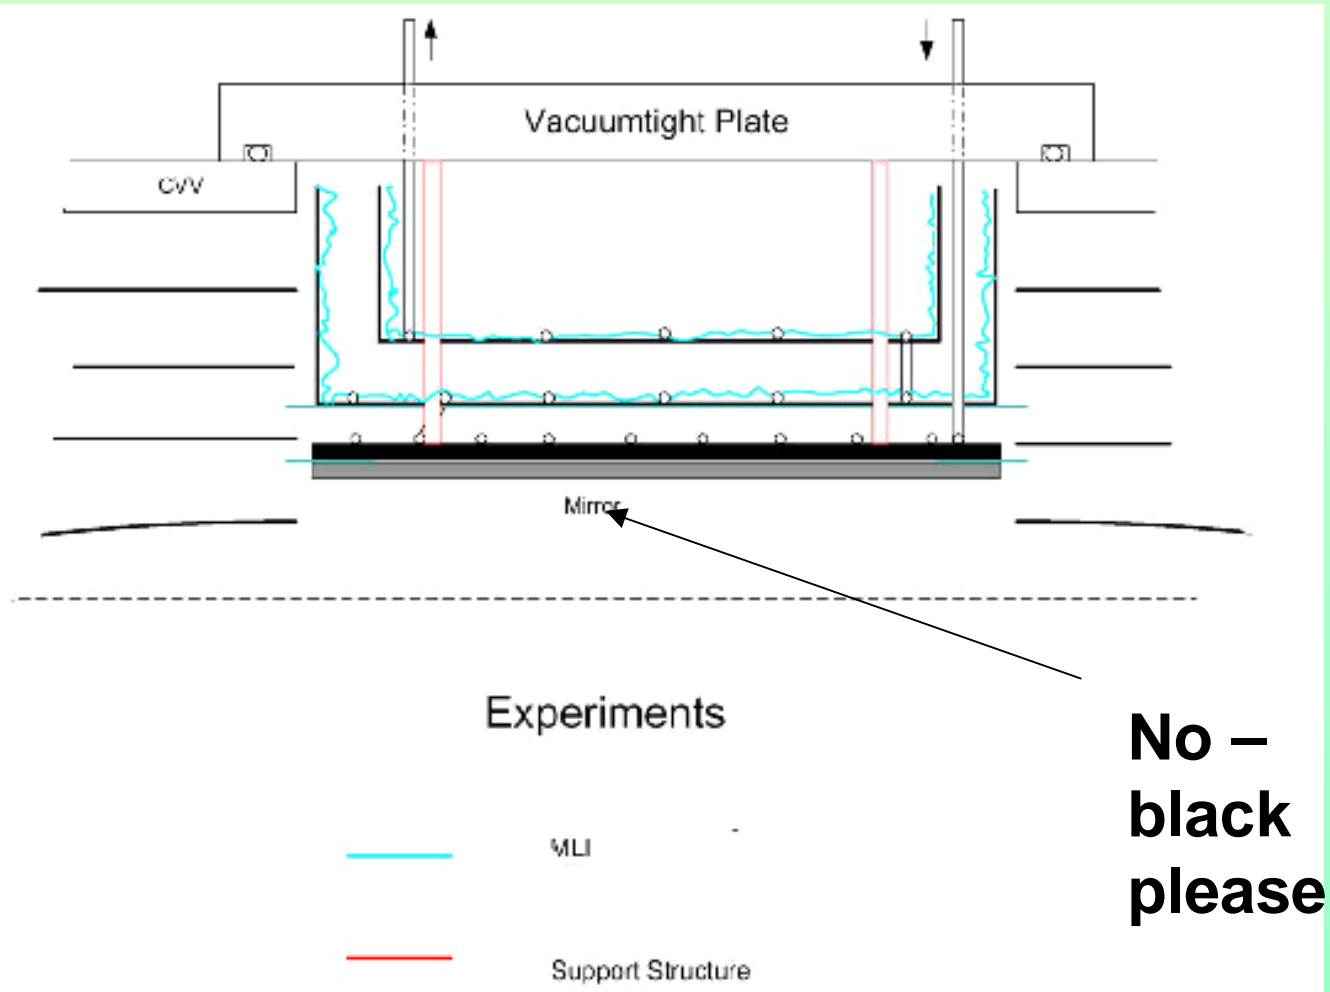 Vacuumtight Plate
CVV
Mirror
Experiments
No –
black
please
MLI
Support Structure